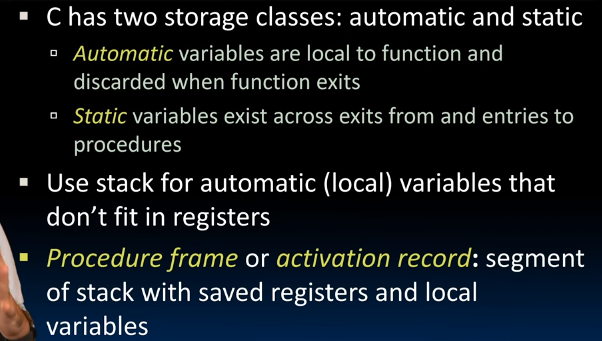 C has two storage classes: automatic and static
Automatic variables are local to function and
discarded when function exits
Static variables exist across exits from and entries to
procedures
Use stack for automatic (local) variables that
don’t fit in registers
Procedure frame or activation record: segment
of stack with saved registers and local
variables